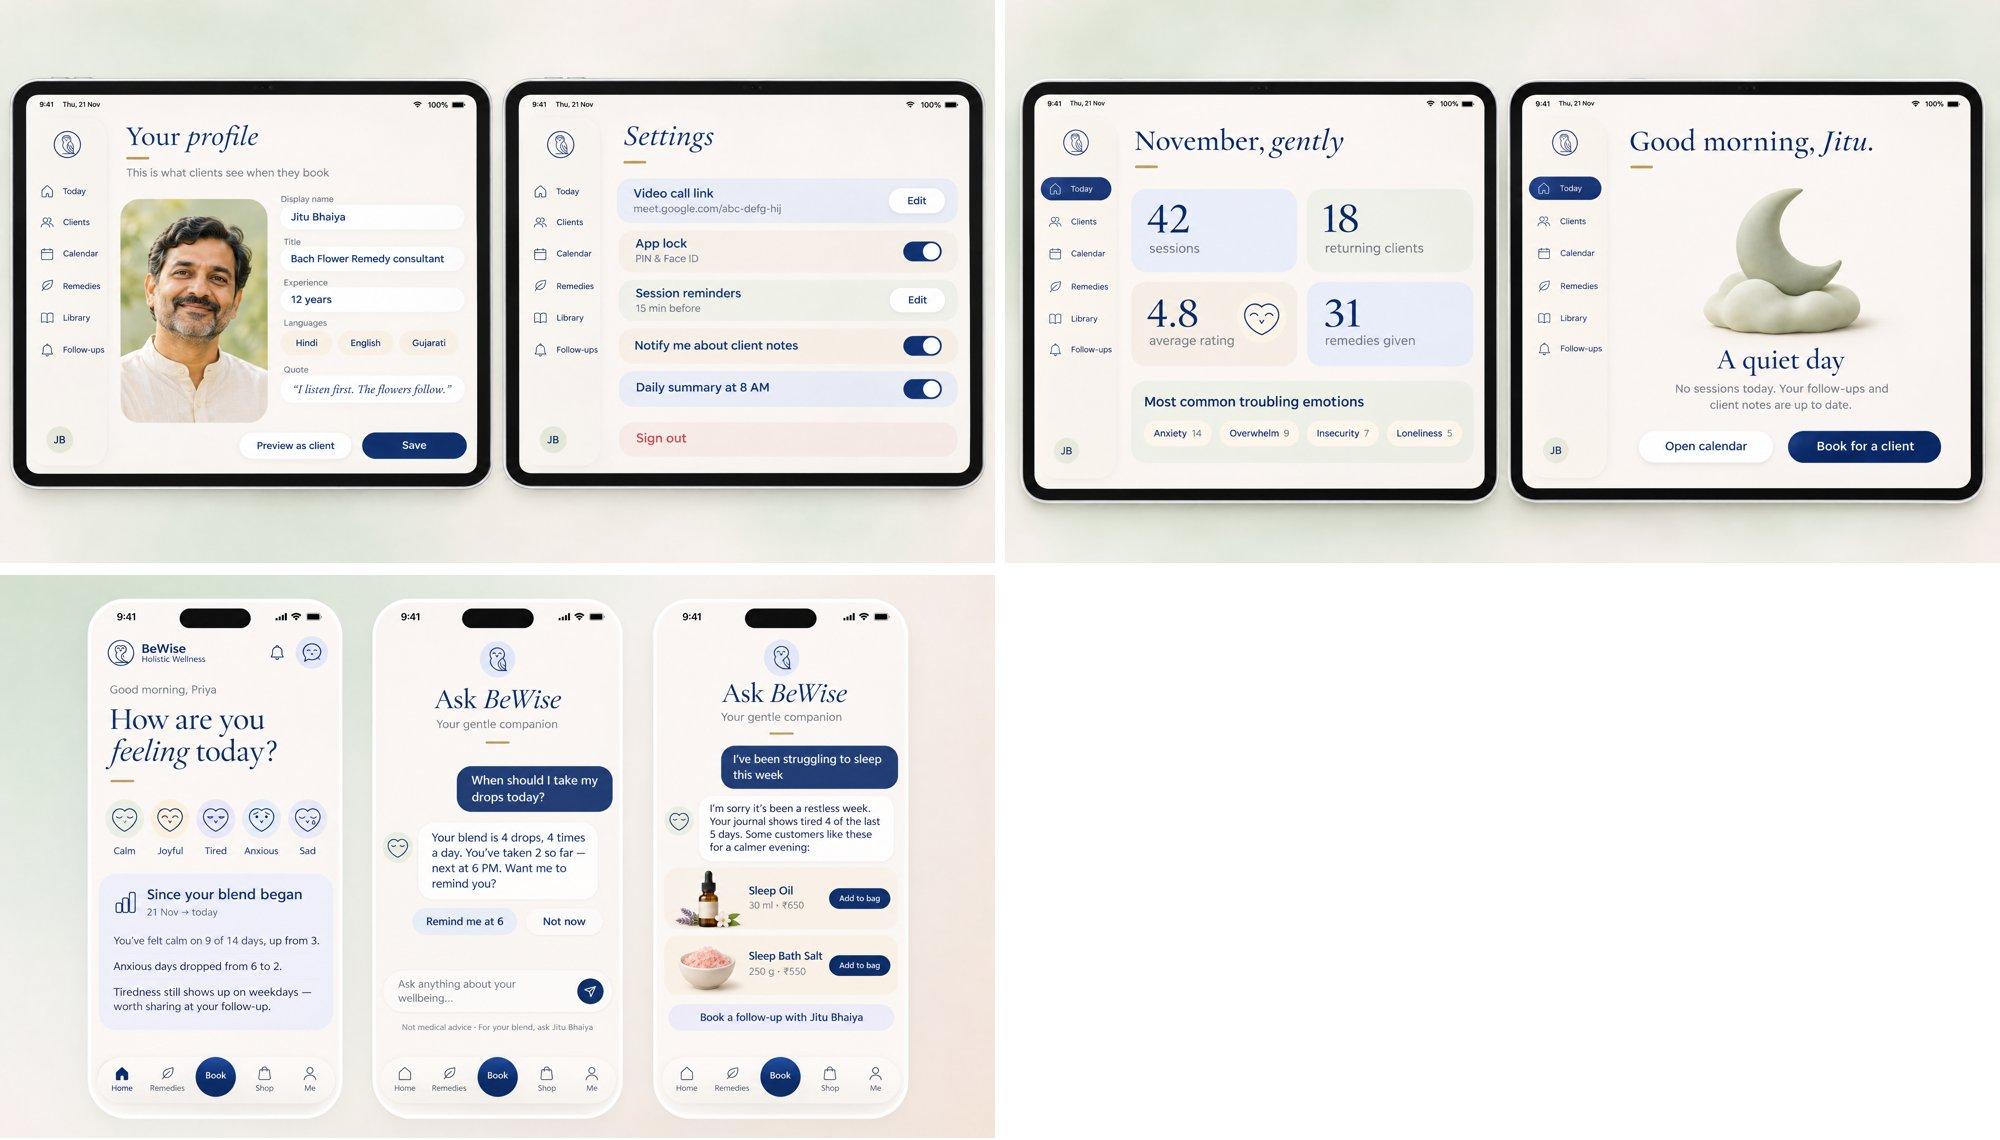 9:41 Thu, 21 Nov
100%
Your profile
This is what clients see when they book
Today
Clients
Calendar
Remedies
Library
Follow-ups
JB
Display name
Jitu Bhaiya
Title
Bach Flower Remedy consultant
Experience
12 years
Languages
Hindi English Gujarati
Quote
“I listen first. The flowers follow.”
Preview as client
Save
9:41 Thu, 21 Nov
100%
Settings
Today
Clients
Calendar
Remedies
Library
Follow-ups
JB
Video call link
meet.google.com/abc-defg-hij
Edit
App lock
PIN & Face ID
Session reminders
15 min before
Edit
Notify me about client notes
Daily summary at 8 AM
Sign out
9:41 Thu, 21 Nov
100%
November, gently
Today
Clients
Calendar
Remedies
Library
Follow-ups
JB
42
sessions
18
returning clients
4.8
average rating
31
remedies given
Most common troubling emotions
Anxiety 14 Overwhelm 9 Insecurity 7 Loneliness 5
9:41 Thu, 21 Nov
100%
Good morning, Jitu.
Today
Clients
Calendar
Remedies
Library
Follow-ups
JB
A quiet day
No sessions today. Your follow-ups and
client notes are up to date.
Open calendar
Book for a client
9:41
BeWise
Holistic Wellness
Good morning, Priya
How are you
feeling today?
Calm Joyful Tired Anxious Sad
Since your blend began
21 Nov → today
You’ve felt calm on 9 of 14 days, up from 3.
Anxious days dropped from 6 to 2.
Tiredness still shows up on weekdays —
worth sharing at your follow-up.
Home Remedies Book Shop Me
9:41
Ask BeWise
Your gentle companion
When should I take my
drops today?
Your blend is 4 drops, 4 times
a day. You’ve taken 2 so far —
next at 6 PM. Want me to
remind you?
Remind me at 6
Not now
Ask anything about your
wellbeing...
Not medical advice · For your blend, ask Jitu Bhaiya
Home Remedies Book Shop Me
9:41
Ask BeWise
Your gentle companion
I’ve been struggling to sleep
this week
I’m sorry it’s been a restless week.
Your journal shows tired 4 of the last
5 days. Some customers like these
for a calmer evening:
Sleep Oil
30 ml · ₹650
Add to bag
Sleep Bath Salt
250 g · ₹550
Add to bag
Book a follow-up with Jitu Bhaiya
Home Remedies Book Shop Me